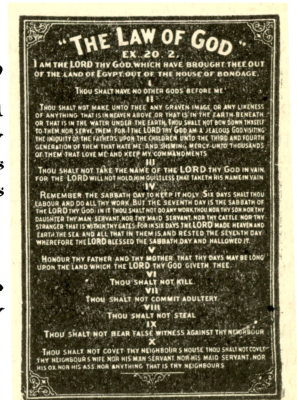 "THE LAW OF GOD"
EX. 20. 2.
I AM THE LORD THY GOD, WHICH HAVE BROUGHT THEE OUT
OF THE LAND OF EGYPT, OUT OF THE HOUSE OF BONDAGE.
I
THOU SHALT HAVE NO OTHER GODS BEFORE ME
II
THOU SHALT NOT MAKE UNTO THEE ANY GRAVEN IMAGE, OR ANY LIKENESS
OF ANYTHING THAT IS IN HEAVEN ABOVE OR THAT IS IN THE EARTH BENEATH
OR THAT IS IN THE WATER UNDER THE EARTH, THOU SHALT NOT BOW DOWN THYSELF
TO THEM NOR SERVE THEM. FOR I THE LORD THY GOD AM A JEALOUS GOD VISITING
THE INIQUITY OF THE FATHERS UPON THE CHILDREN UNTO THE THIRD AND FOURTH
GENERATION OF THEM THAT HATE ME: AND SHEWING MERCY UNTO THOUSANDS
OF THEM THAT LOVE ME AND KEEP MY COMMANDMENTS.
III
THOU SHALT NOT TAKE THE NAME OF THE LORD THY GOD IN VAIN,
FOR THE LORD WILL NOT HOLD HIM GUILTLESS THAT TAKETH HIS NAME IN VAIN
IV
REMEMBER THE SABBATH DAY TO KEEP IT HOLY. SIX DAYS SHALT THOU
LABOUR AND DO ALL THY WORK. BUT THE SEVENTH DAY IS THE SABBATH OF
THE LORD THY GOD: IN IT THOU SHALT NOT DO ANY WORK, THOU, NOR THY SON NOR THY
DAUGHTER THY MAN-SERVANT, NOR THY MAID SERVANT, NOR THY CATTLE NOR THY
STRANGER THAT IS WITHIN THY GATES: FOR IN SIX DAYS THE LORD MADE HEAVEN AND
EARTH THE SEA AND ALL THAT IN THEM IS AND RESTED THE SEVENTH DAY
WHEREFORE THE LORD BLESSED THE SABBATH DAY AND HALLOWED IT.
V
HONOUR THY FATHER AND THY MOTHER THAT THY DAYS MAY BE LONG
UPON THE LAND WHICH THE LORD THY GOD GIVETH THEE.
VI
THOU SHALT NOT KILL
VII
THOU SHALT NOT COMMIT ADULTERY
VIII
THOU SHALT NOT STEAL
IX
THOU SHALT NOT BEAR FALSE WITNESS AGAINST THY NEIGHBOUR
X
THOU SHALT NOT COVET THY NEIGHBOUR'S HOUSE THOU SHALT NOT COVET
THY NEIGHBOUR'S WIFE NOR HIS MAN SERVANT NOR HIS MAID SERVANT, NOR
HIS OX NOR HIS ASS NOR ANYTHING THAT IS THY NEIGHBOURS